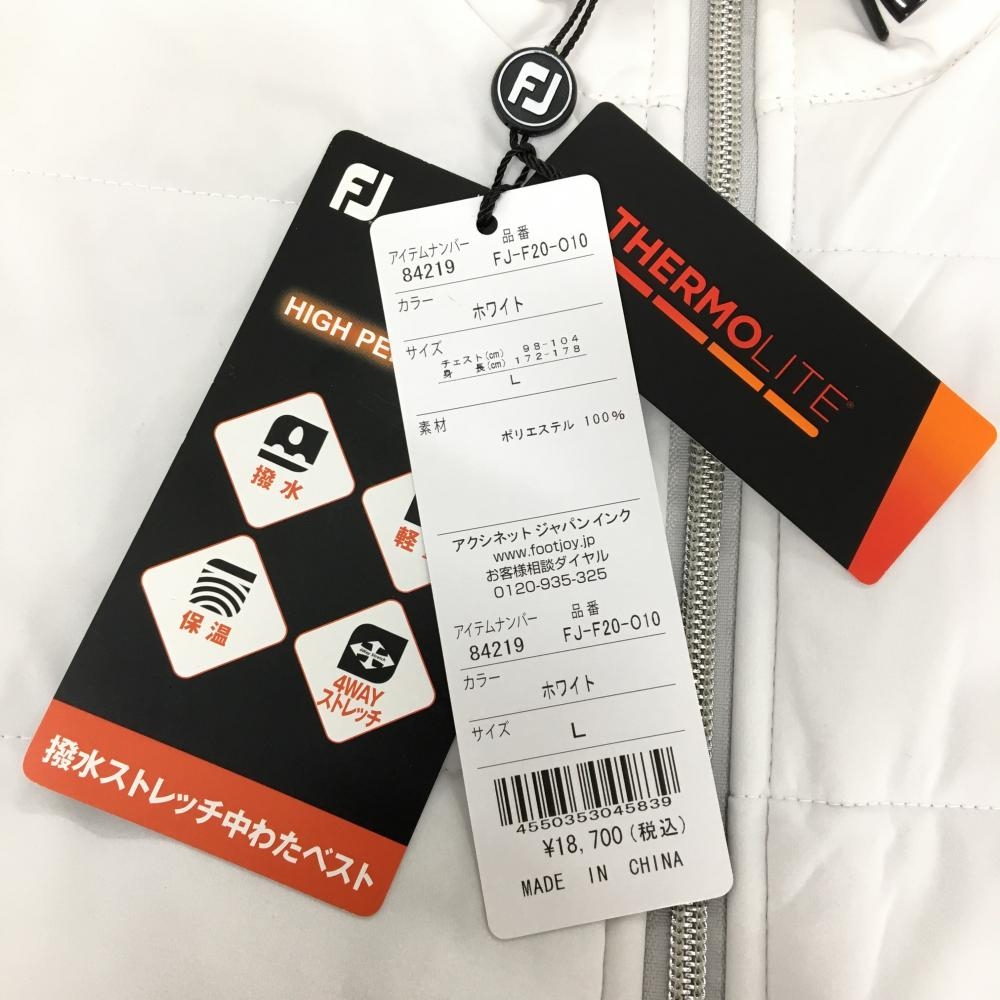 FJ
FJ
HIGH
撥水
保温
4WAY
ストレッチ
撥水ストレッチ中わたベスト
アイテムナンバー 品番
84219 FJ-F20-O10
カラー ホワイト
サイズ
チェスト(cm) 98-104
身長(cm) 172-178
L
素材 ポリエステル 100%
アクシネット ジャパンインク
www.footjoy.jp
お客様相談ダイヤル
0120-935-325
アイテムナンバー 品番
84219 FJ-F20-O10
カラー ホワイト
サイズ L
4550353045839
¥18,700(税込)
MADE IN CHINA
THERMOLITE®